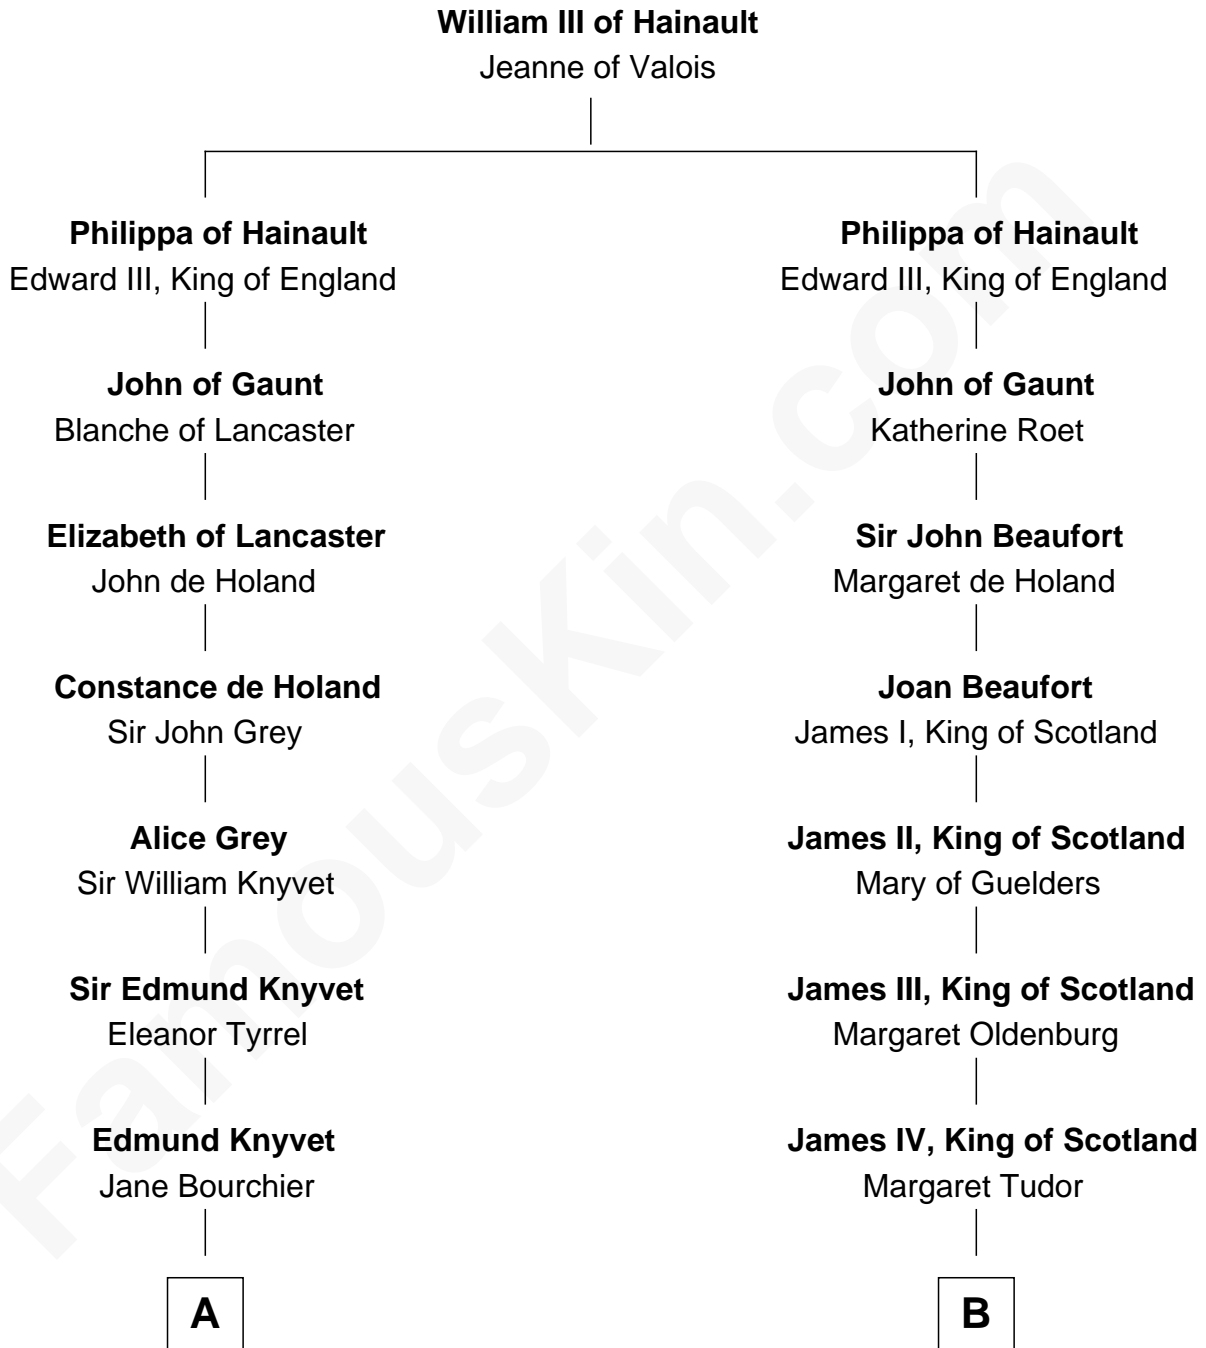 William III of Hainault
Jeanne of Valois
Philippa of Hainault
Edward III, King of England
John of Gaunt
Blanche of Lancaster
Elizabeth of Lancaster
John de Holand
Constance de Holand
Sir John Grey
Alice Grey
Sir William Knyvet
Sir Edmund Knyvet
Eleanor Tyrrel
Edmund Knyvet
Jane Bourchier
A
Philippa of Hainault
Edward III, King of England
John of Gaunt
Katherine Roet
Sir John Beaufort
Margaret de Holand
Joan Beaufort
James I, King of Scotland
James II, King of Scotland
Mary of Guelders
James III, King of Scotland
Margaret Oldenburg
James IV, King of Scotland
Margaret Tudor
B
FamousKin.com